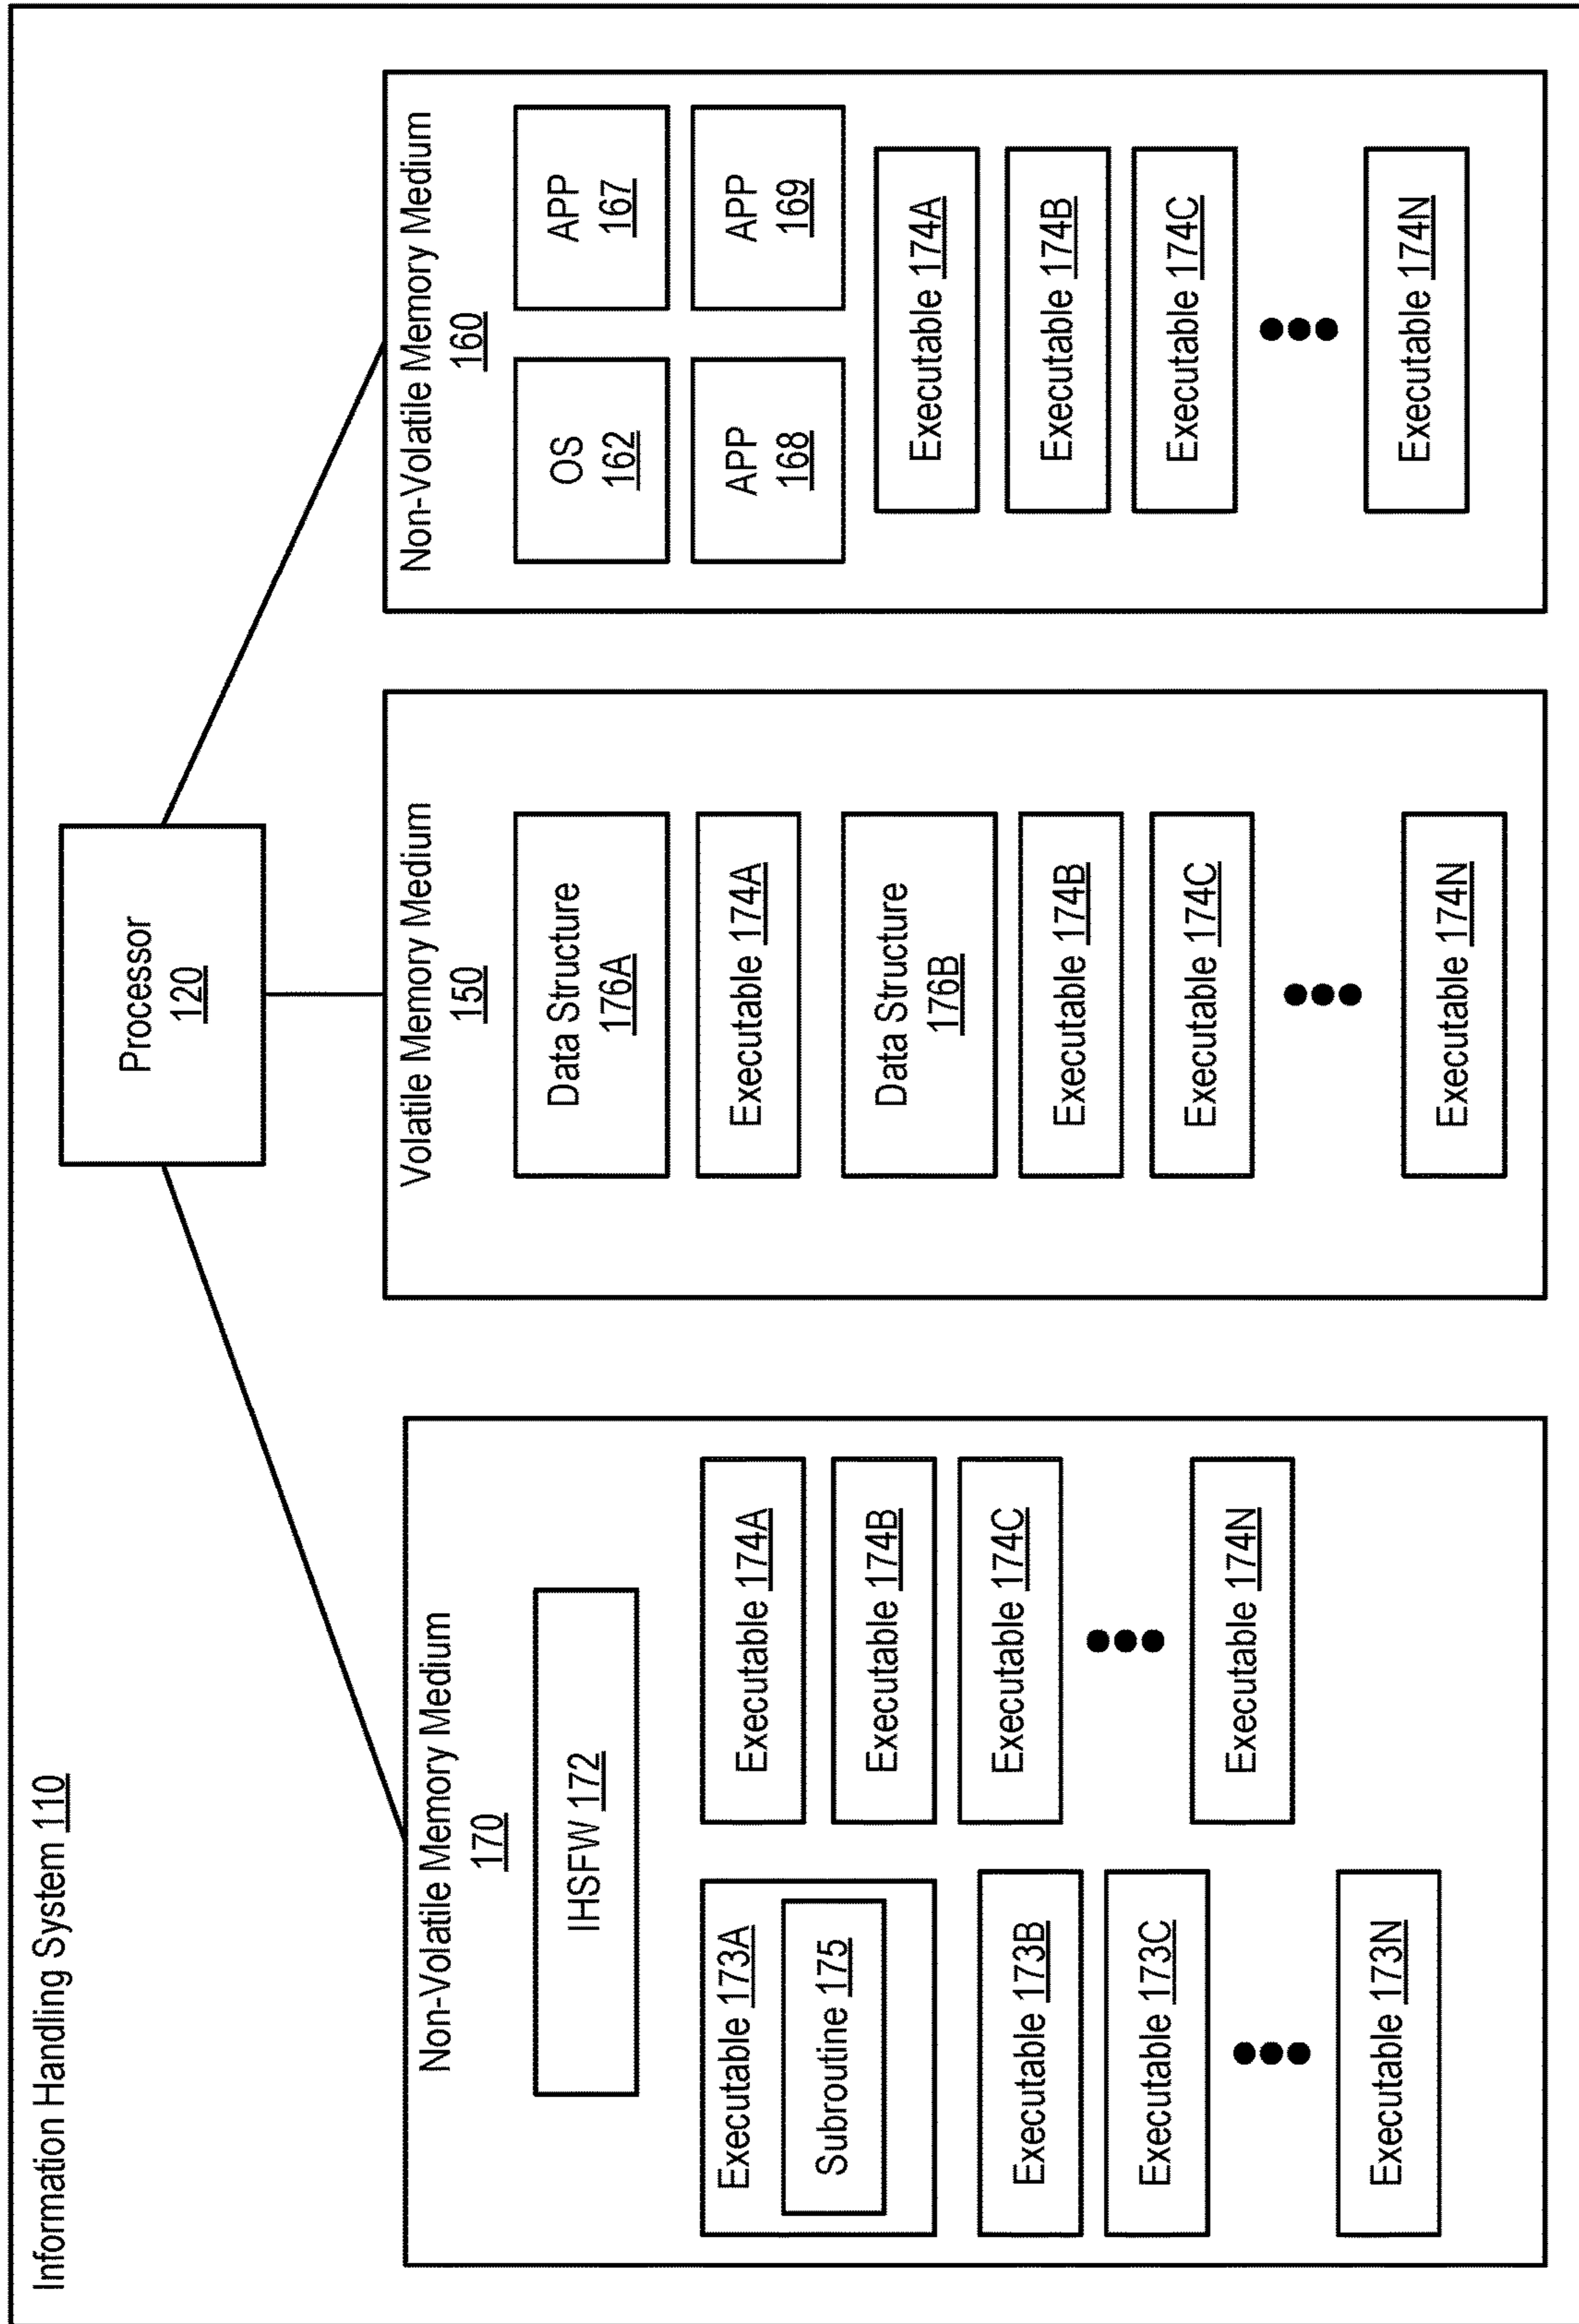 Information Handling System 110
Processor
120
Non-Volatile Memory Medium
170
IHSFW 172
Executable 173A
Subroutine 175
Executable 173B
Executable 173C
Executable 173N
Executable 174A
Executable 174B
Executable 174C
Executable 174N
Volatile Memory Medium
150
Data Structure
176A
Executable 174A
Data Structure
176B
Executable 174B
Executable 174C
Executable 174N
Non-Volatile Memory Medium
160
OS
162
APP
167
APP
168
APP
169
Executable 174A
Executable 174B
Executable 174C
Executable 174N